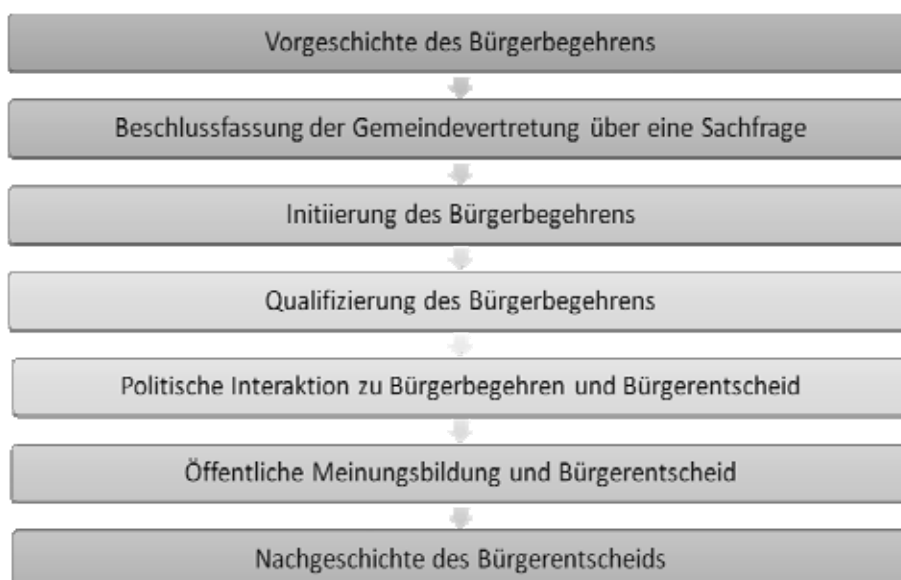 Vorgeschichte des Bürgerbegehrens
Beschlussfassung der Gemeindevertretung über eine Sachfrage
Initiierung des Bürgerbegehrens
Qualifizierung des Bürgerbegehrens
Politische Interaktion zu Bürgerbegehren und Bürgerentscheid
Öffentliche Meinungsbildung und Bürgerentscheid
Nachgeschichte des Bürgerentscheids